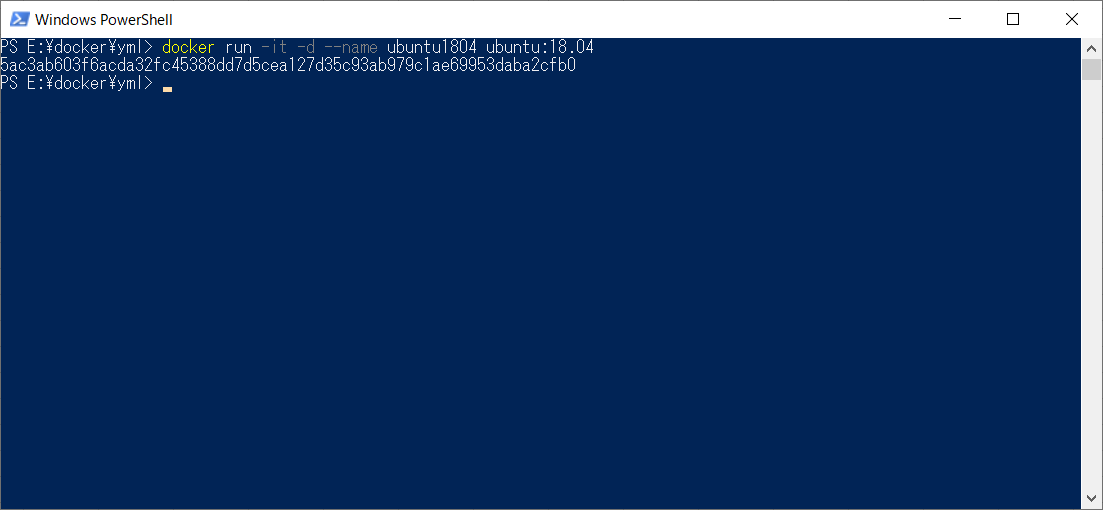 Windows PowerShell
PS E:¥docker¥yml> docker run -it -d --name ubuntu1804 ubuntu:18.04
5ac3ab603f6acda32fc45388dd7d5cea127d35c93ab979c1ae69953daba2cfb0
PS E:¥docker¥yml>